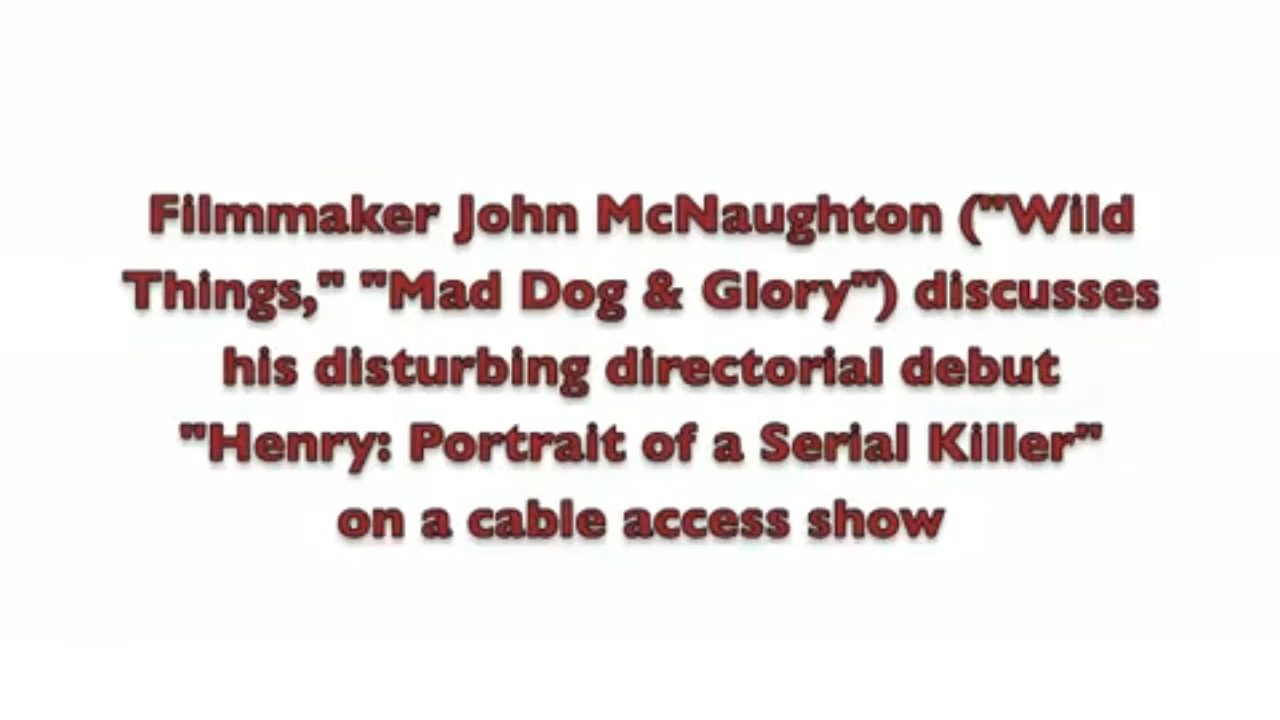 Filmmaker John McNaughton ("Wild
Things," "Mad Dog & Glory") discusses
his disturbing directorial debut
"Henry: Portrait of a Serial Killer"
on a cable access show